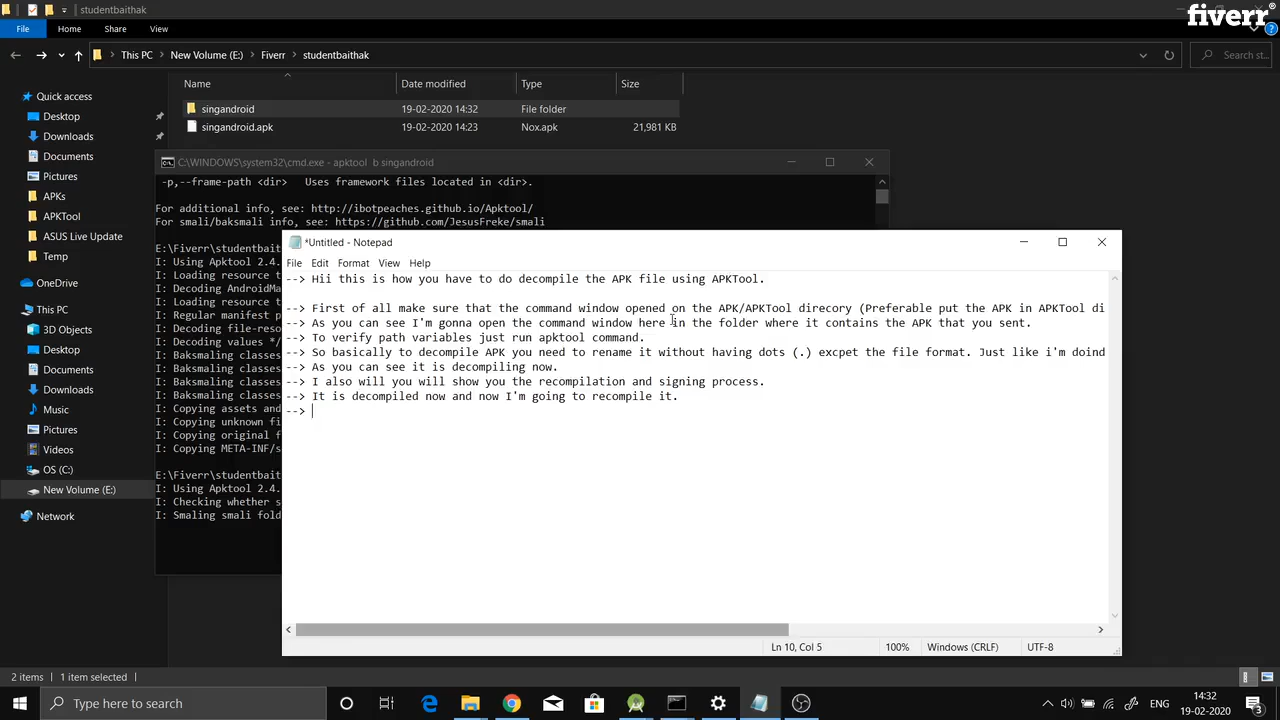 studentbaithak
fiverr
File Home Share View
This PC New Volume (E:) Fiverr studentbaithak
Search st...
Name Date modified Type Size
singandroid 19-02-2020 14:32 File folder
singandroid.apk 19-02-2020 14:23 Nox.apk 21,981 KB
Quick access
Desktop
Downloads
Documents
Pictures
APKs
APKTool
ASUS Live Update
Temp
OneDrive
This PC
3D Objects
Desktop
Documents
Downloads
Music
Pictures
Videos
OS (C:)
New Volume (E:)
Network
C:\WINDOWS\system32\cmd.exe - apktool b singandroid
-p,--frame-path <dir> Uses framework files located in <dir>.
For additional info, see: http://ibotpeaches.github.io/Apktool/
For smali/baksmali info, see: https://github.com/JesusFreke/smali
E:\Fiverr\studentbait
I: Using Apktool 2.4.
I: Loading resource t
I: Decoding AndroidMa
I: Loading resource t
I: Regular manifest p
I: Decoding file-reso
I: Decoding values */
I: Baksmaling classes
I: Baksmaling classes
I: Baksmaling classes
I: Baksmaling classes
I: Copying assets and
I: Copying unknown fi
I: Copying original f
I: Copying META-INF/s
E:\Fiverr\studentbait
I: Using Apktool 2.4.
I: Checking whether s
I: Smaling smali fold
*Untitled - Notepad
File Edit Format View Help
--> Hii this is how you have to do decompile the APK file using APKTool.
--> First of all make sure that the command window opened on the APK/APKTool direcory (Preferable put the APK in APKTool di
--> As you can see I'm gonna open the command window here in the folder where it contains the APK that you sent.
--> To verify path variables just run apktool command.
--> So basically to decompile APK you need to rename it without having dots (.) excpet the file format. Just like i'm doind
--> As you can see it is decompiling now.
--> I also will you will show you the recompilation and signing process.
--> It is decompiled now and now I'm going to recompile it.
-->
Ln 10, Col 5 100% Windows (CRLF) UTF-8
2 items 1 item selected
Type here to search
ENG
14:32
19-02-2020
3